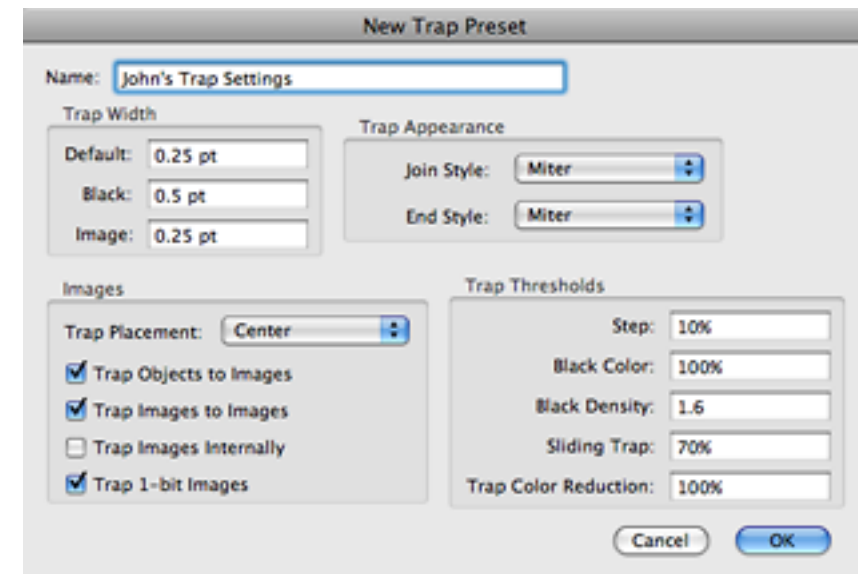 New Trap Preset
Name: John's Trap Settings
Trap Width
Default: 0.25 pt
Black: 0.5 pt
Image: 0.25 pt
Trap Appearance
Join Style: Miter
End Style: Miter
Images
Trap Placement: Center
Trap Objects to Images
Trap Images to Images
Trap Images Internally
Trap 1-bit Images
Trap Thresholds
Step: 10%
Black Color: 100%
Black Density: 1.6
Sliding Trap: 70%
Trap Color Reduction: 100%
Cancel OK